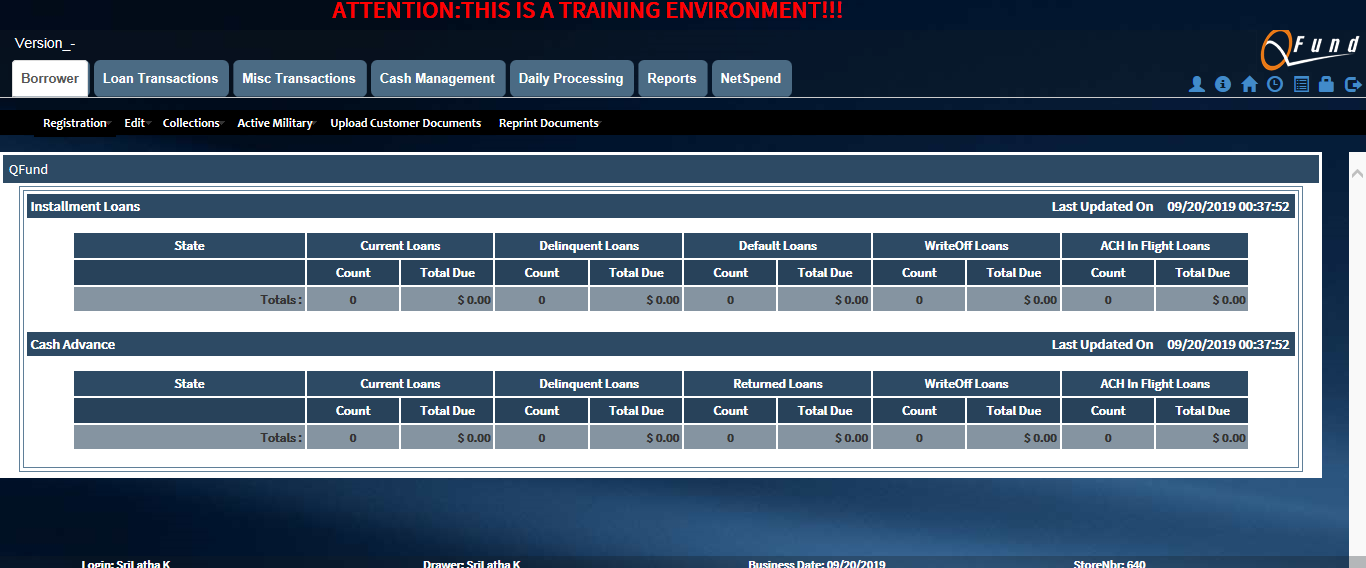 ATTENTION:THIS IS A TRAINING ENVIRONMENT!!!
Version_-
QFund
Borrower Loan Transactions Misc Transactions Cash Management Daily Processing Reports NetSpend
Registration Edit Collections Active Military Upload Customer Documents Reprint Documents
QFund
Installment Loans Last Updated On 09/20/2019 00:37:52
State Current Loans Delinquent Loans Default Loans WriteOff Loans ACH In Flight Loans
Count Total Due Count Total Due Count Total Due Count Total Due Count Total Due
Totals : 0 $ 0.00 0 $ 0.00 0 $ 0.00 0 $ 0.00 0 $ 0.00
Cash Advance Last Updated On 09/20/2019 00:37:52
State Current Loans Delinquent Loans Returned Loans WriteOff Loans ACH In Flight Loans
Count Total Due Count Total Due Count Total Due Count Total Due Count Total Due
Totals : 0 $ 0.00 0 $ 0.00 0 $ 0.00 0 $ 0.00 0 $ 0.00
Login: SriLatha K Drawer: SriLatha K Business Date: 09/20/2019 StoreNbr: 640